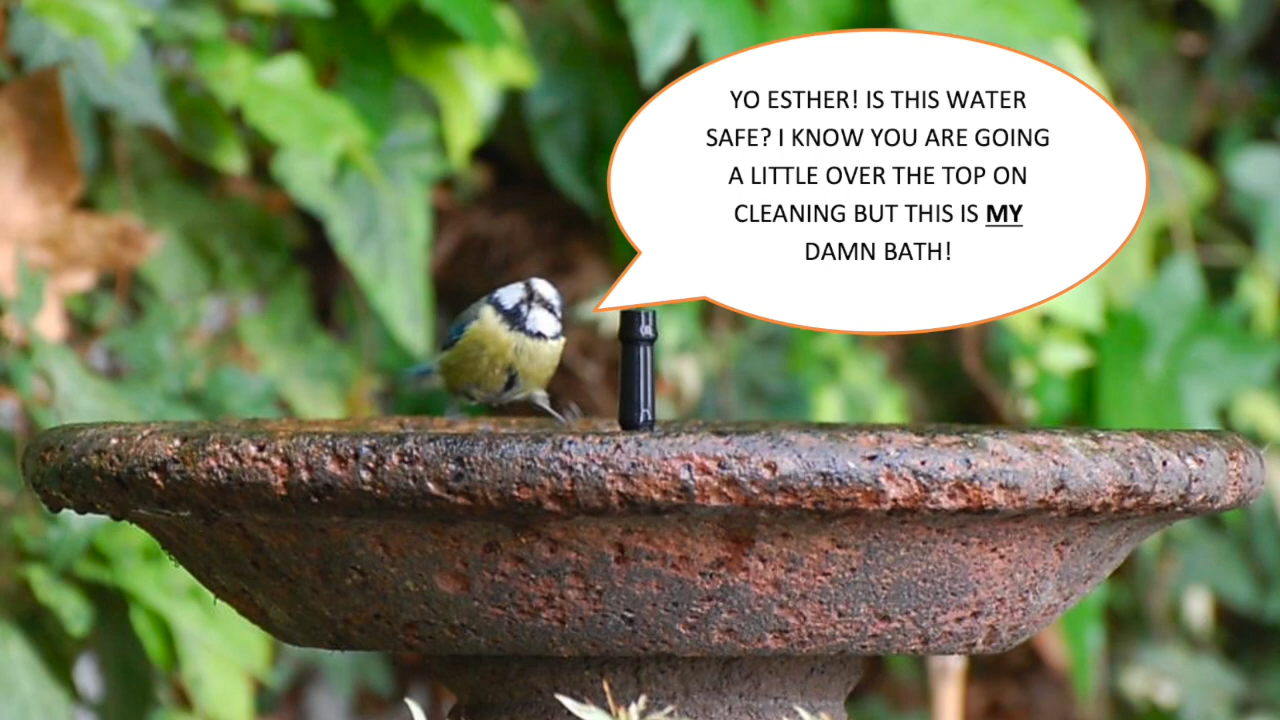 YO ESTHER! IS THIS WATER
SAFE? I KNOW YOU ARE GOING
A LITTLE OVER THE TOP ON
CLEANING BUT THIS IS MY
DAMN BATH!